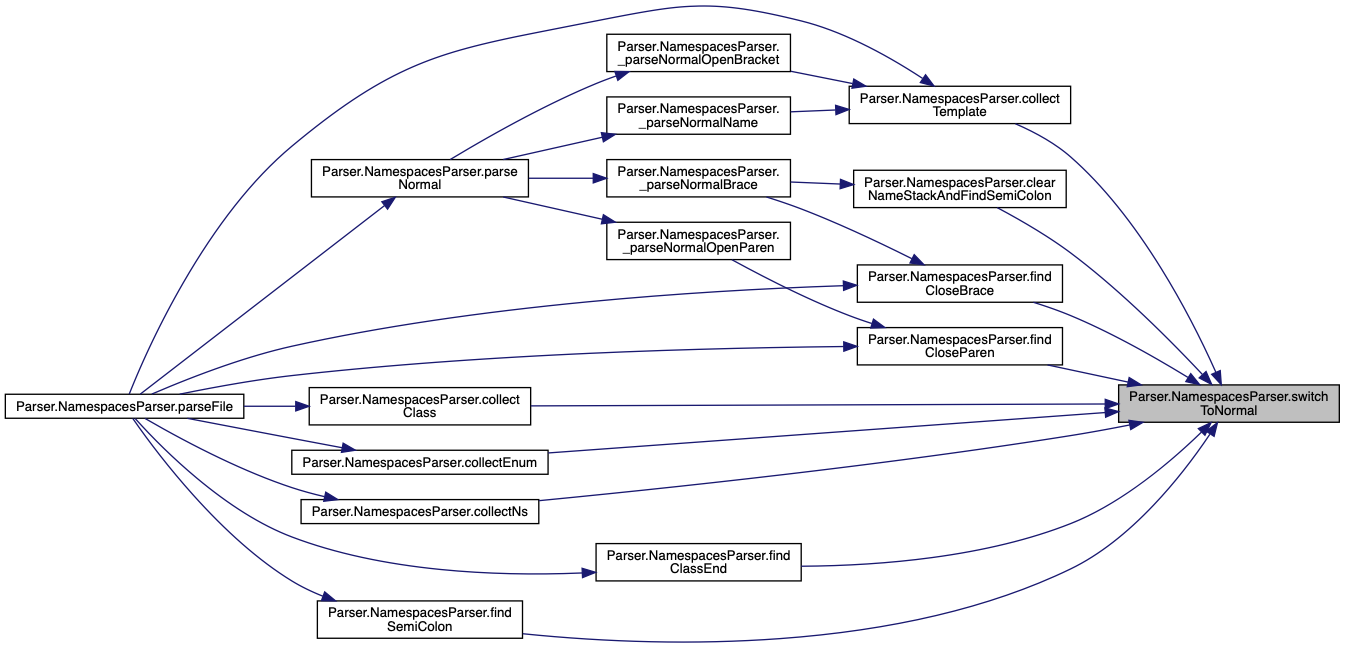 Parser.NamespacesParser.
_parseNormalOpenBracket
Parser.NamespacesParser.collect
Template
Parser.NamespacesParser.
_parseNormalName
Parser.NamespacesParser.parse
Normal
Parser.NamespacesParser.
_parseNormalBrace
Parser.NamespacesParser.clear
NameStackAndFindSemiColon
Parser.NamespacesParser.
_parseNormalOpenParen
Parser.NamespacesParser.find
CloseBrace
Parser.NamespacesParser.find
CloseParen
Parser.NamespacesParser.parseFile
Parser.NamespacesParser.collect
Class
Parser.NamespacesParser.switch
ToNormal
Parser.NamespacesParser.collectEnum
Parser.NamespacesParser.collectNs
Parser.NamespacesParser.find
ClassEnd
Parser.NamespacesParser.find
SemiColon